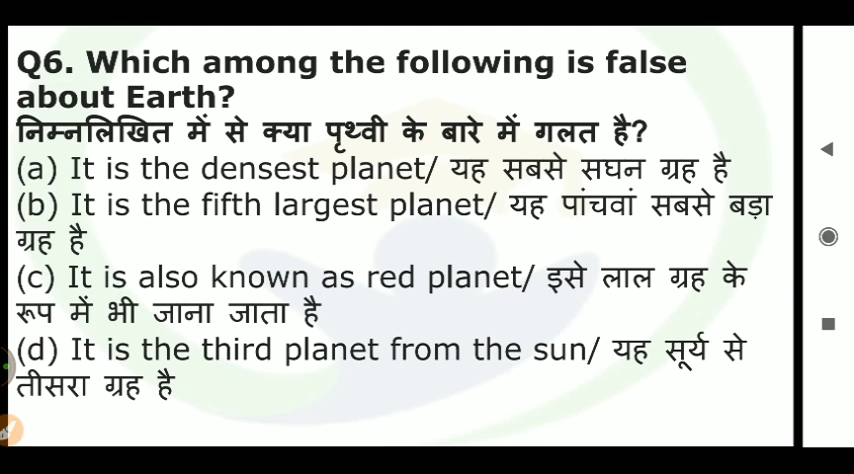 Q6. Which among the following is false
about Earth?
निम्नलिखित में से क्या पृथ्वी के बारे में गलत है?
(a) It is the densest planet/ यह सबसे सघन ग्रह है
(b) It is the fifth largest planet/ यह पांचवां सबसे बड़ा
ग्रह है
(c) It is also known as red planet/ इसे लाल ग्रह के
रूप में भी जाना जाता है
(d) It is the third planet from the sun/ यह सूर्य से
तीसरा ग्रह है